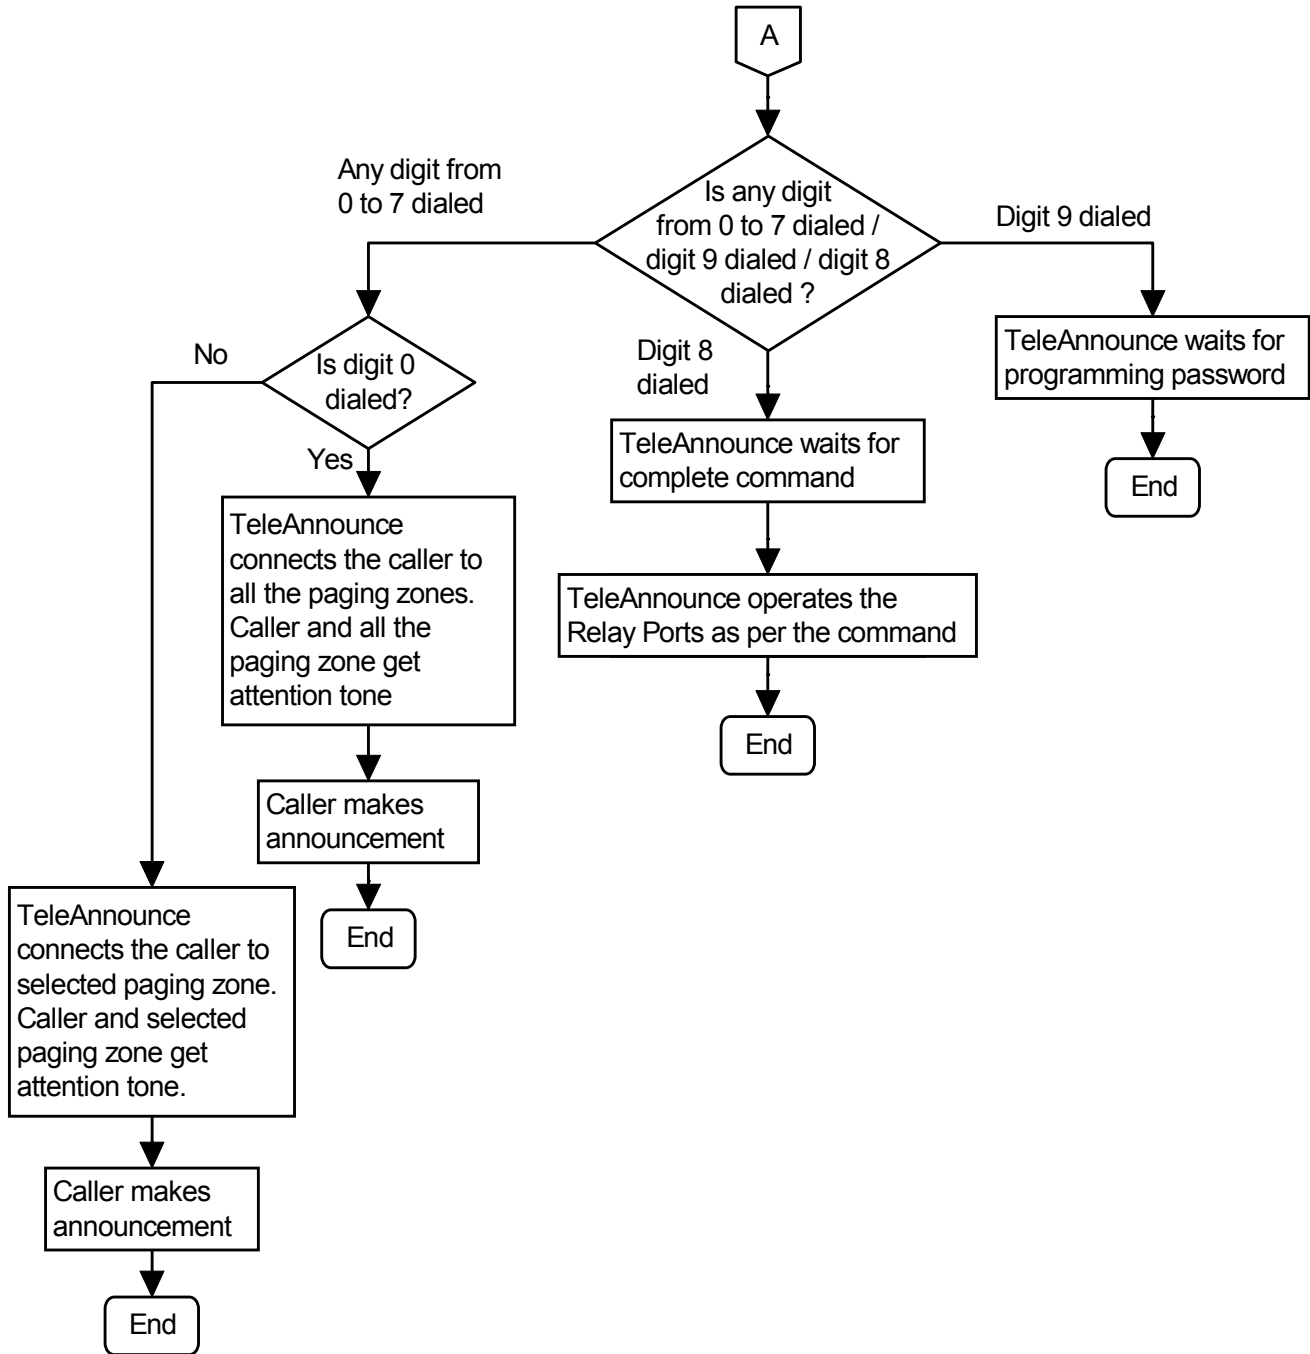 A
Any digit from
0 to 7 dialed
Is any digit
from 0 to 7 dialed /
digit 9 dialed / digit 8
dialed ?
Digit 9 dialed
No
Is digit 0
dialed?
Digit 8
dialed
TeleAnnounce waits for
programming password
Yes
TeleAnnounce waits for
complete command
End
TeleAnnounce
connects the caller to
all the paging zones.
Caller and all the
paging zone get
attention tone
TeleAnnounce operates the
Relay Ports as per the command
End
Caller makes
announcement
End
TeleAnnounce
connects the caller to
selected paging zone.
Caller and selected
paging zone get
attention tone.
Caller makes
announcement
End